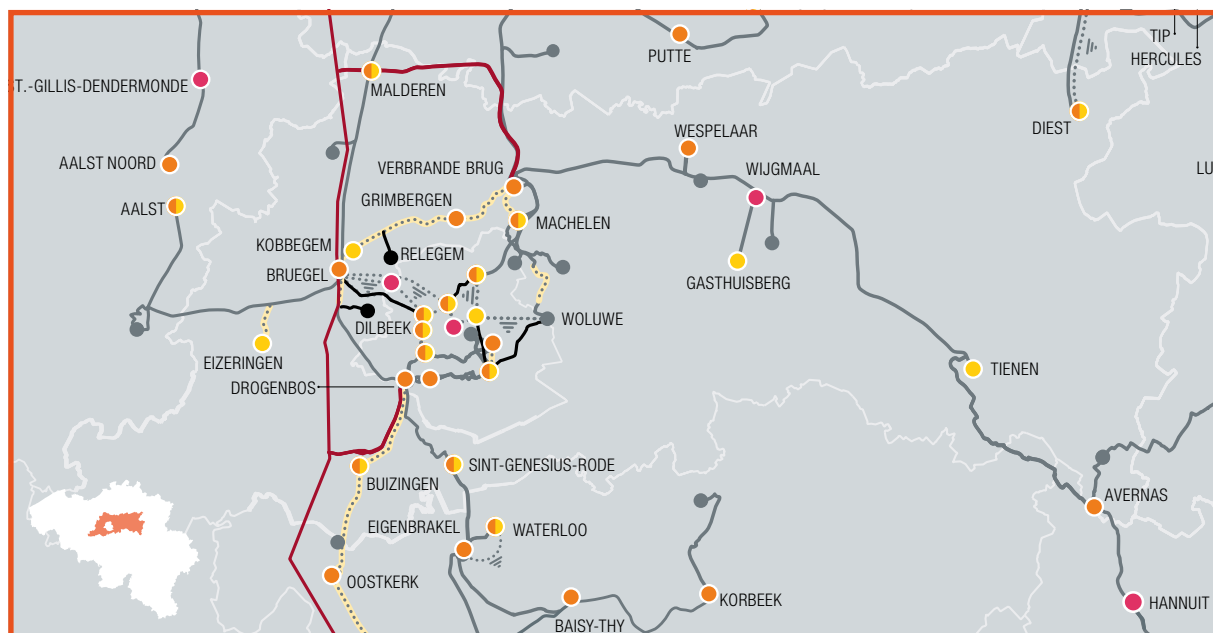 TIP
HERCULES
PUTTE
ST.-GILLIS-DENDERMONDE
MALDEREN
DIEST
WESPELAAR
AALST NOORD
VERBRANDE BRUG
WIJGMAAL
LU
GRIMBERGEN
AALST
MACHELEN
KOBBEGEM
RELEGEM
BRUEGEL
GASTHUISBERG
DILBEEK
WOLUWE
EIZERINGEN
TIENEN
DROGENBOS
SINT-GENESIUS-RODE
BUIZINGEN
AVERNAS
EIGENBRAKEL
WATERLOO
OOSTKERK
KORBEEK
HANNUIT
BAISY-THY